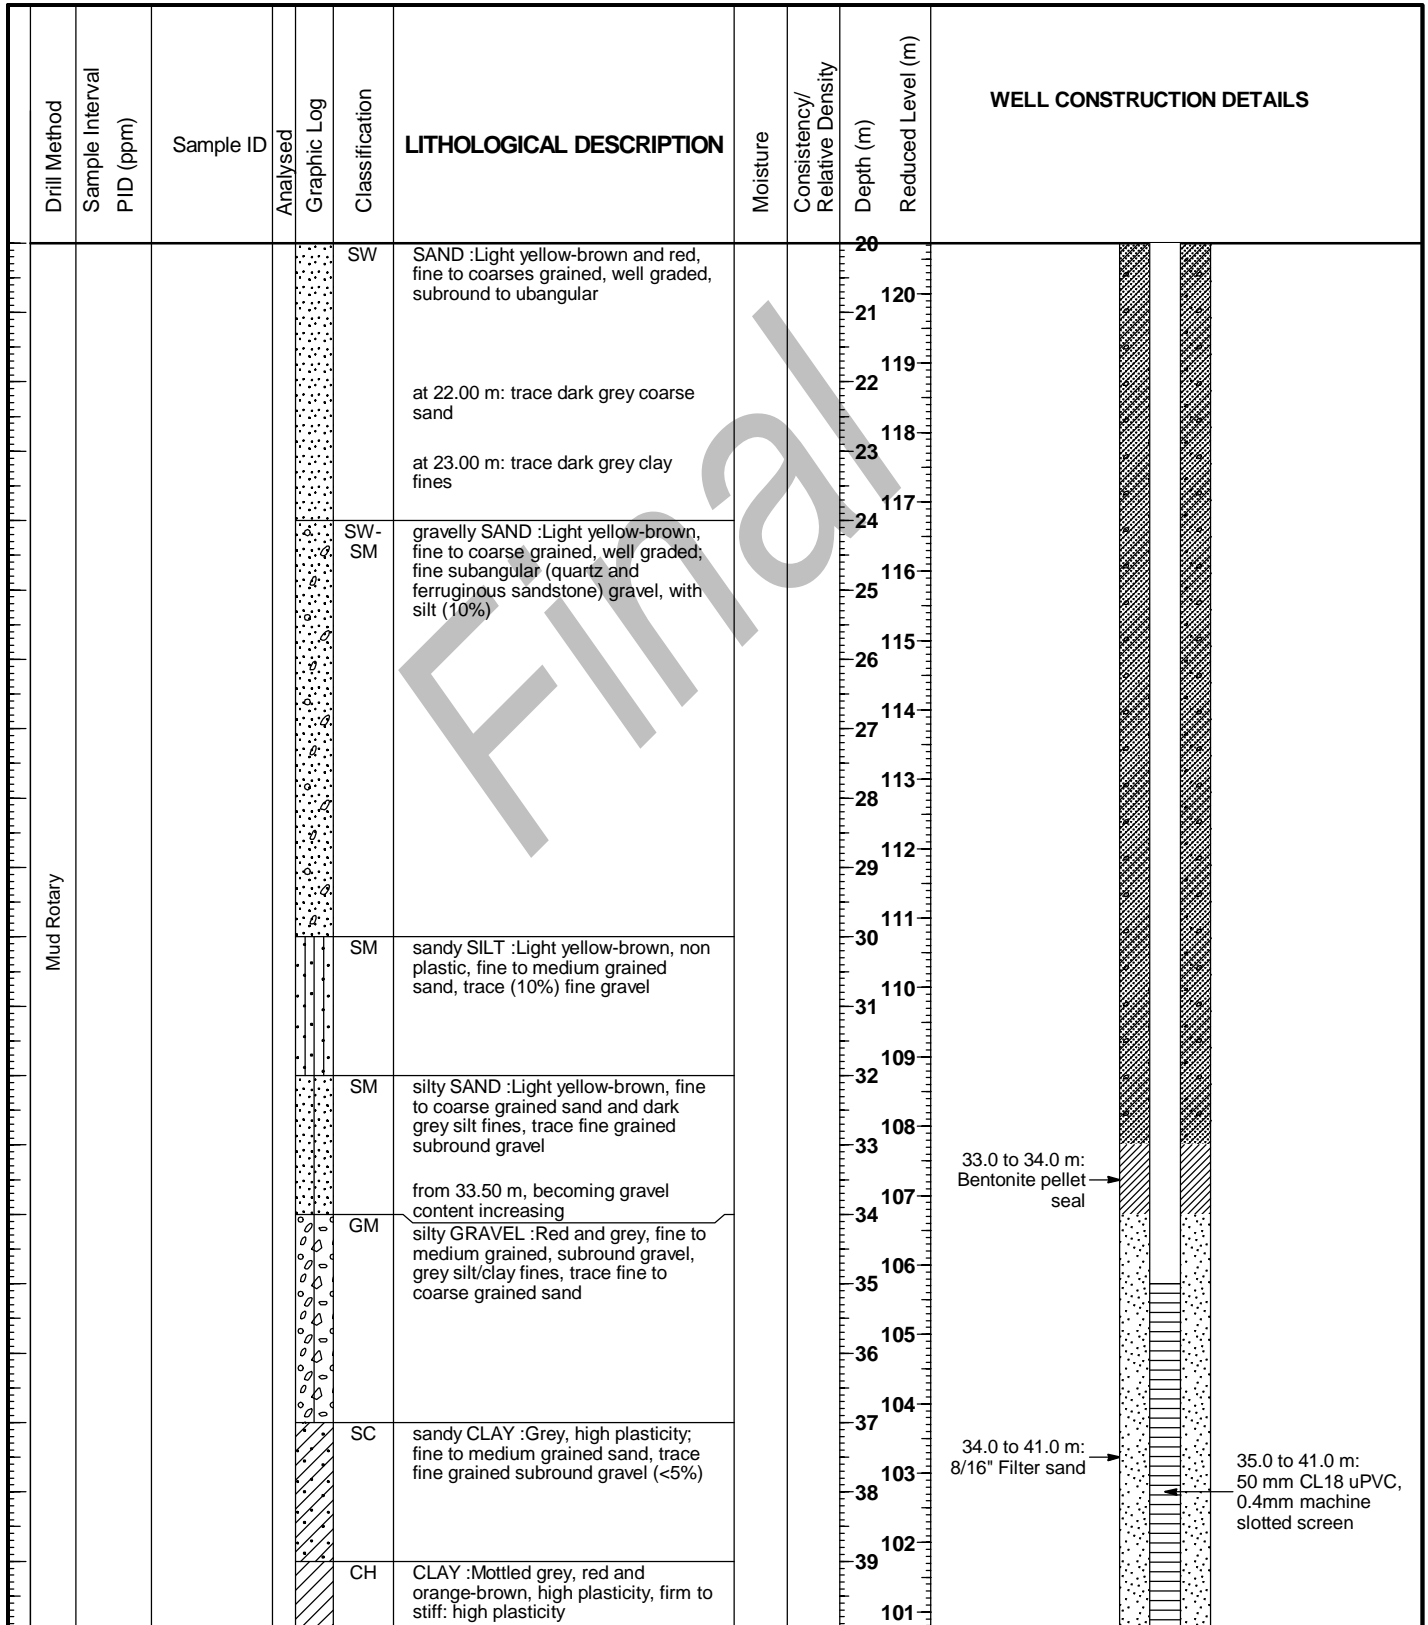 Drill Method
Sample Interval
PID (ppm)
Sample ID
Analysed
Graphic Log
Classification
LITHOLOGICAL DESCRIPTION
Moisture
Consistency/
Relative Density
Depth (m)
Reduced Level (m)
WELL CONSTRUCTION DETAILS
Mud Rotary
SW
SAND :Light yellow-brown and red,
fine to coarses grained, well graded,
subround to ubangular
at 22.00 m: trace dark grey coarse
sand
at 23.00 m: trace dark grey clay
fines
SW-
SM
gravelly SAND :Light yellow-brown,
fine to coarse grained, well graded;
fine subangular (quartz and
ferruginous sandstone) gravel, with
silt (10%)
SM
sandy SILT :Light yellow-brown, non
plastic, fine to medium grained
sand, trace (10%) fine gravel
SM
silty SAND :Light yellow-brown, fine
to coarse grained sand and dark
grey silt fines, trace fine grained
subround gravel
from 33.50 m, becoming gravel
content increasing
GM
silty GRAVEL :Red and grey, fine to
medium grained, subround gravel,
grey silt/clay fines, trace fine to
coarse grained sand
SC
sandy CLAY :Grey, high plasticity;
fine to medium grained sand, trace
fine grained subround gravel (<5%)
CH
CLAY :Mottled grey, red and
orange-brown, high plasticity, firm to
stiff: high plasticity
20
21
22
23
24
25
26
27
28
29
30
31
32
33
34
35
36
37
38
39
120
119
118
117
116
115
114
113
112
111
110
109
108
107
106
105
104
103
102
101
33.0 to 34.0 m:
Bentonite pellet
seal
34.0 to 41.0 m:
8/16" Filter sand
35.0 to 41.0 m:
50 mm CL18 uPVC,
0.4mm machine
slotted screen
Final